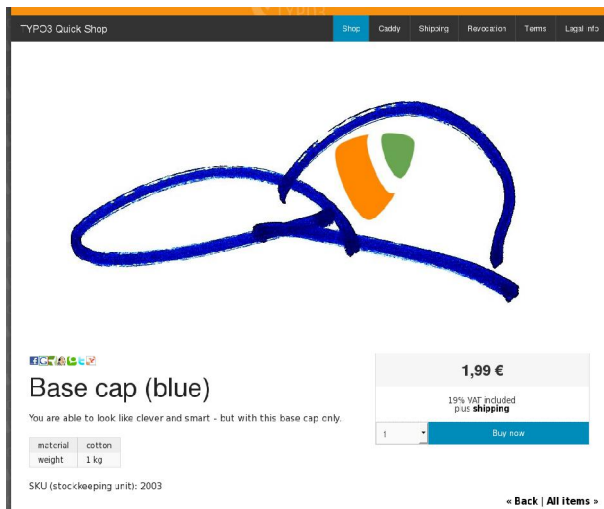 TYPO3
TYPO3 Quick Shop
Shop
Caddy
Shipping
Revocation
Terms
Legal Info
Base cap (blue)
You are able to look like clever and smart - but with this base cap only.
material cotton
weight 1 kg
SKU (stockkeeping unit): 2003
1,99 €
19% VAT included
plus shipping
1
Buy now
« Back | All items »